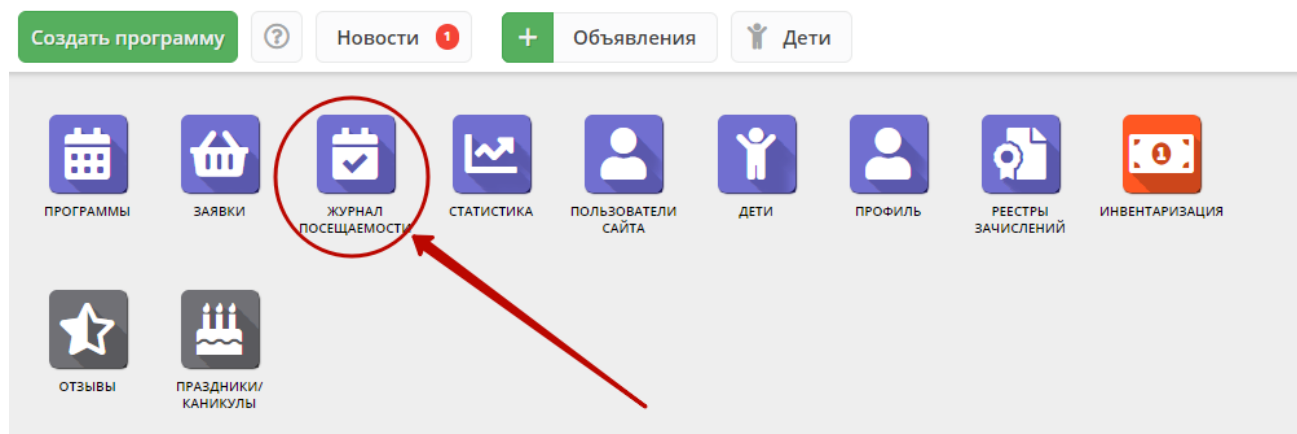 Создать программу
?
Новости 1
+ Объявления
Дети
ПРОГРАММЫ
ЗАЯВКИ
ЖУРНАЛ
ПОСЕЩАЕМОСТИ
СТАТИСТИКА
ПОЛЬЗОВАТЕЛИ
САЙТА
ДЕТИ
ПРОФИЛЬ
РЕЕСТРЫ
ЗАЧИСЛЕНИЙ
1
ИНВЕНТАРИЗАЦИЯ
ОТЗЫВЫ
ПРАЗДНИКИ/
КАНИКУЛЫ